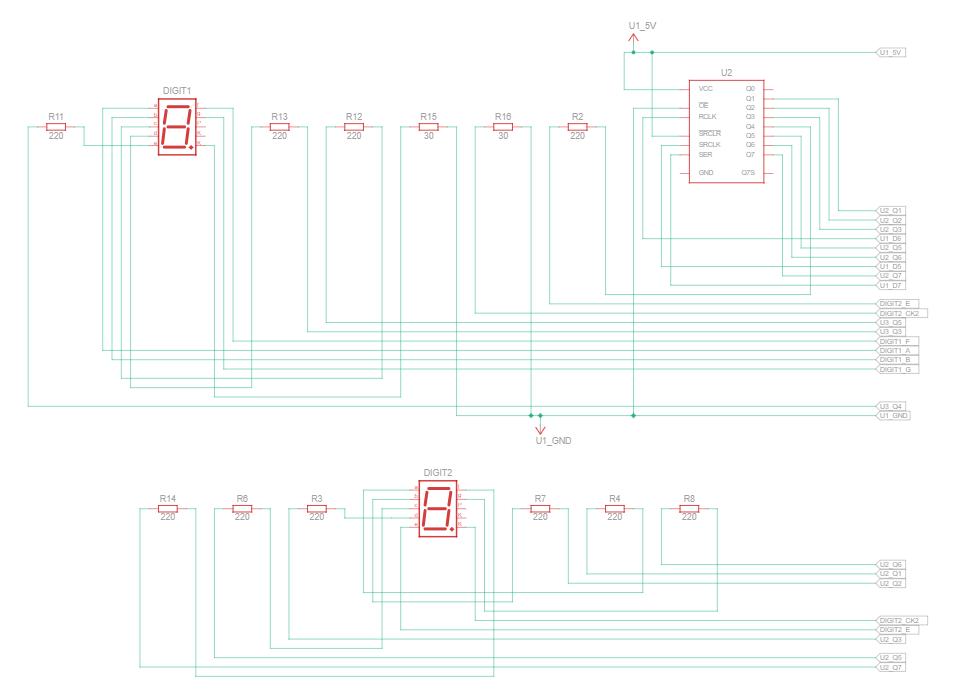 U1_5V
U1_5V
U2
VCC
Q0
Q1
OE
Q2
RCLK
Q3
Q4
SRCLR
Q5
SRCLK
Q6
SER
Q7
GND
Q7S
DIGIT1
R11
220
R13
220
R12
220
R15
30
R16
30
R2
220
U2_Q1
U2_Q2
U2_Q3
U1_D6
U2_Q5
U2_Q6
U1_D5
U2_Q7
U1_D7
DIGIT2_E
DIGIT2_CK2
U3_Q5
U3_Q3
DIGIT1_F
DIGIT1_A
DIGIT1_B
DIGIT1_G
U3_Q4
U1_GND
U1_GND
DIGIT2
R14
220
R6
220
R3
220
R7
220
R4
220
R8
220
U2_Q6
U2_Q1
U2_Q2
DIGIT2_CK2
DIGIT2_E
U2_Q3
U2_Q5
U2_Q7